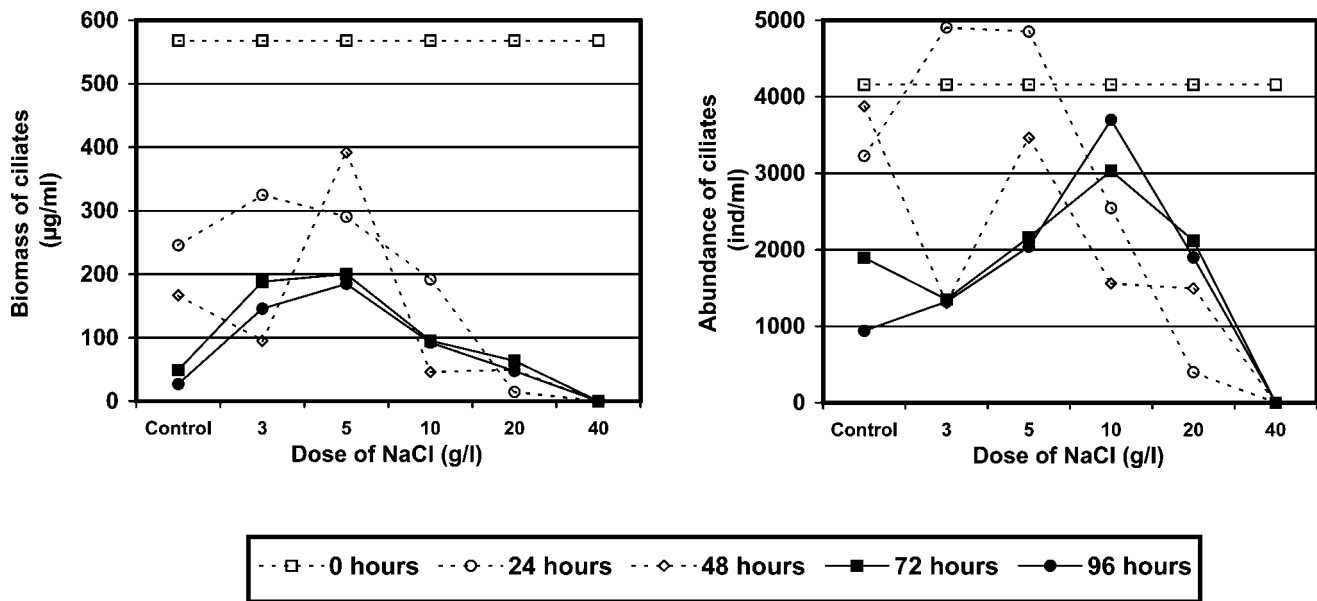 600
500
400
300
200
100
0
Biomass of ciliates
(µg/ml)
Control 3 5 10 20 40
Dose of NaCl (g/l)
5000
4000
3000
2000
1000
0
Abundance of ciliates
(ind/ml)
Control 3 5 10 20 40
Dose of NaCl (g/l)
0 hours 24 hours 48 hours 72 hours 96 hours